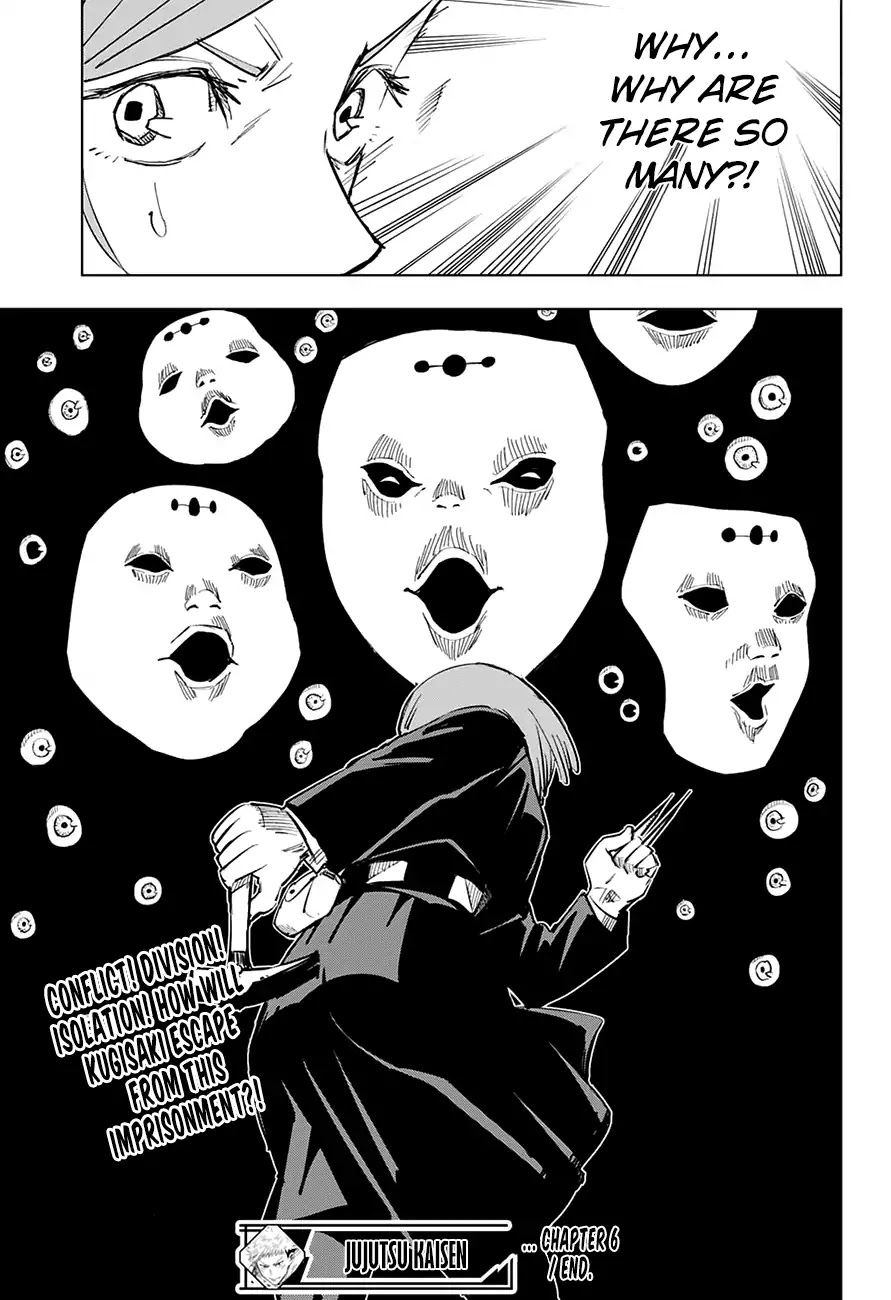 WHY...
WHY ARE
THERE SO
MANY?!
CONFLICT! DIVISION!
ISOLATION! HOW WILL
KUGISAKI ESCAPE
FROM THIS
IMPRISONMENT?!
JUJUTSU KAISEN
... CHAPTER 6
/ END.